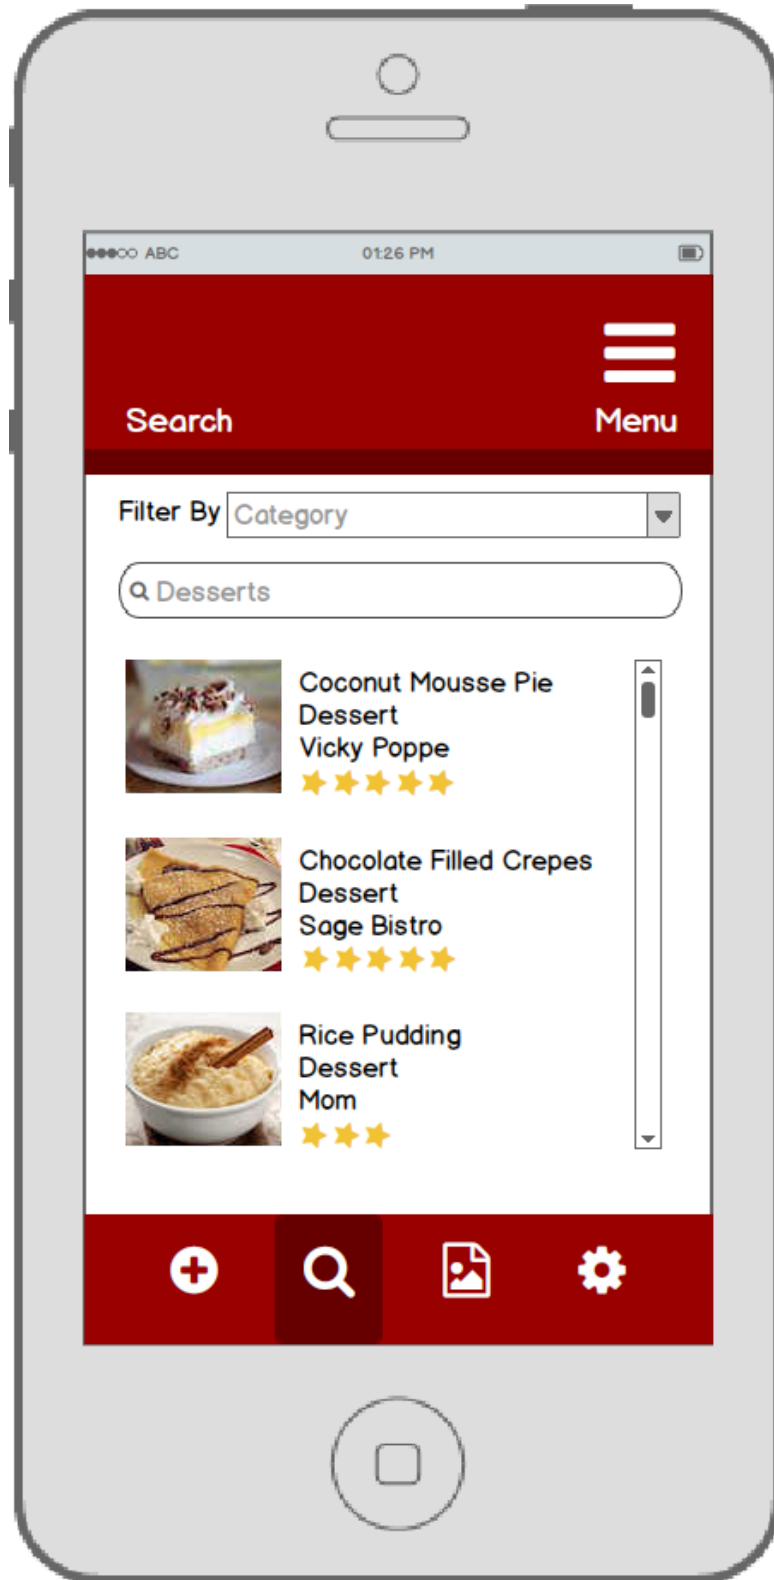 ABC 01:26 PM
Search Menu
Filter By Category
Desserts
Coconut Mousse Pie
Dessert
Vicky Poppe
Chocolate Filled Crepes
Dessert
Sage Bistro
Rice Pudding
Dessert
Mom